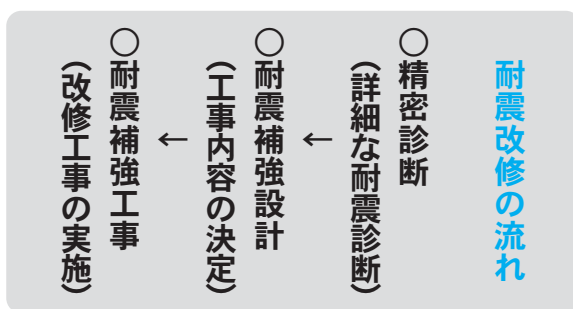 耐震改修の流れ
○精密診断
(詳細な耐震診断)
←
○耐震補強設計
(工事内容の決定)
←
○耐震補強工事
(改修工事の実施)